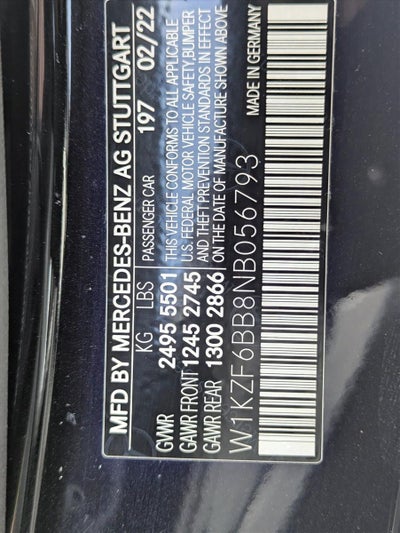 MFD BY MERCEDES-BENZ AG STUTTGART
KG LBS PASSENGER CAR 197 02/22
GVWR 2495 5501 THIS VEHICLE CONFORMS TO ALL APPLICABLE
GAWR FRONT 1245 2745 U.S. FEDERAL MOTOR VEHICLE SAFETY,BUMPER
GAWR REAR 1300 2866 AND THEFT PREVENTION STANDARDS IN EFFECT
ON THE DATE OF MANUFACTURE SHOWN ABOVE
W1KZF6BB8NB056793 MADE IN GERMANY